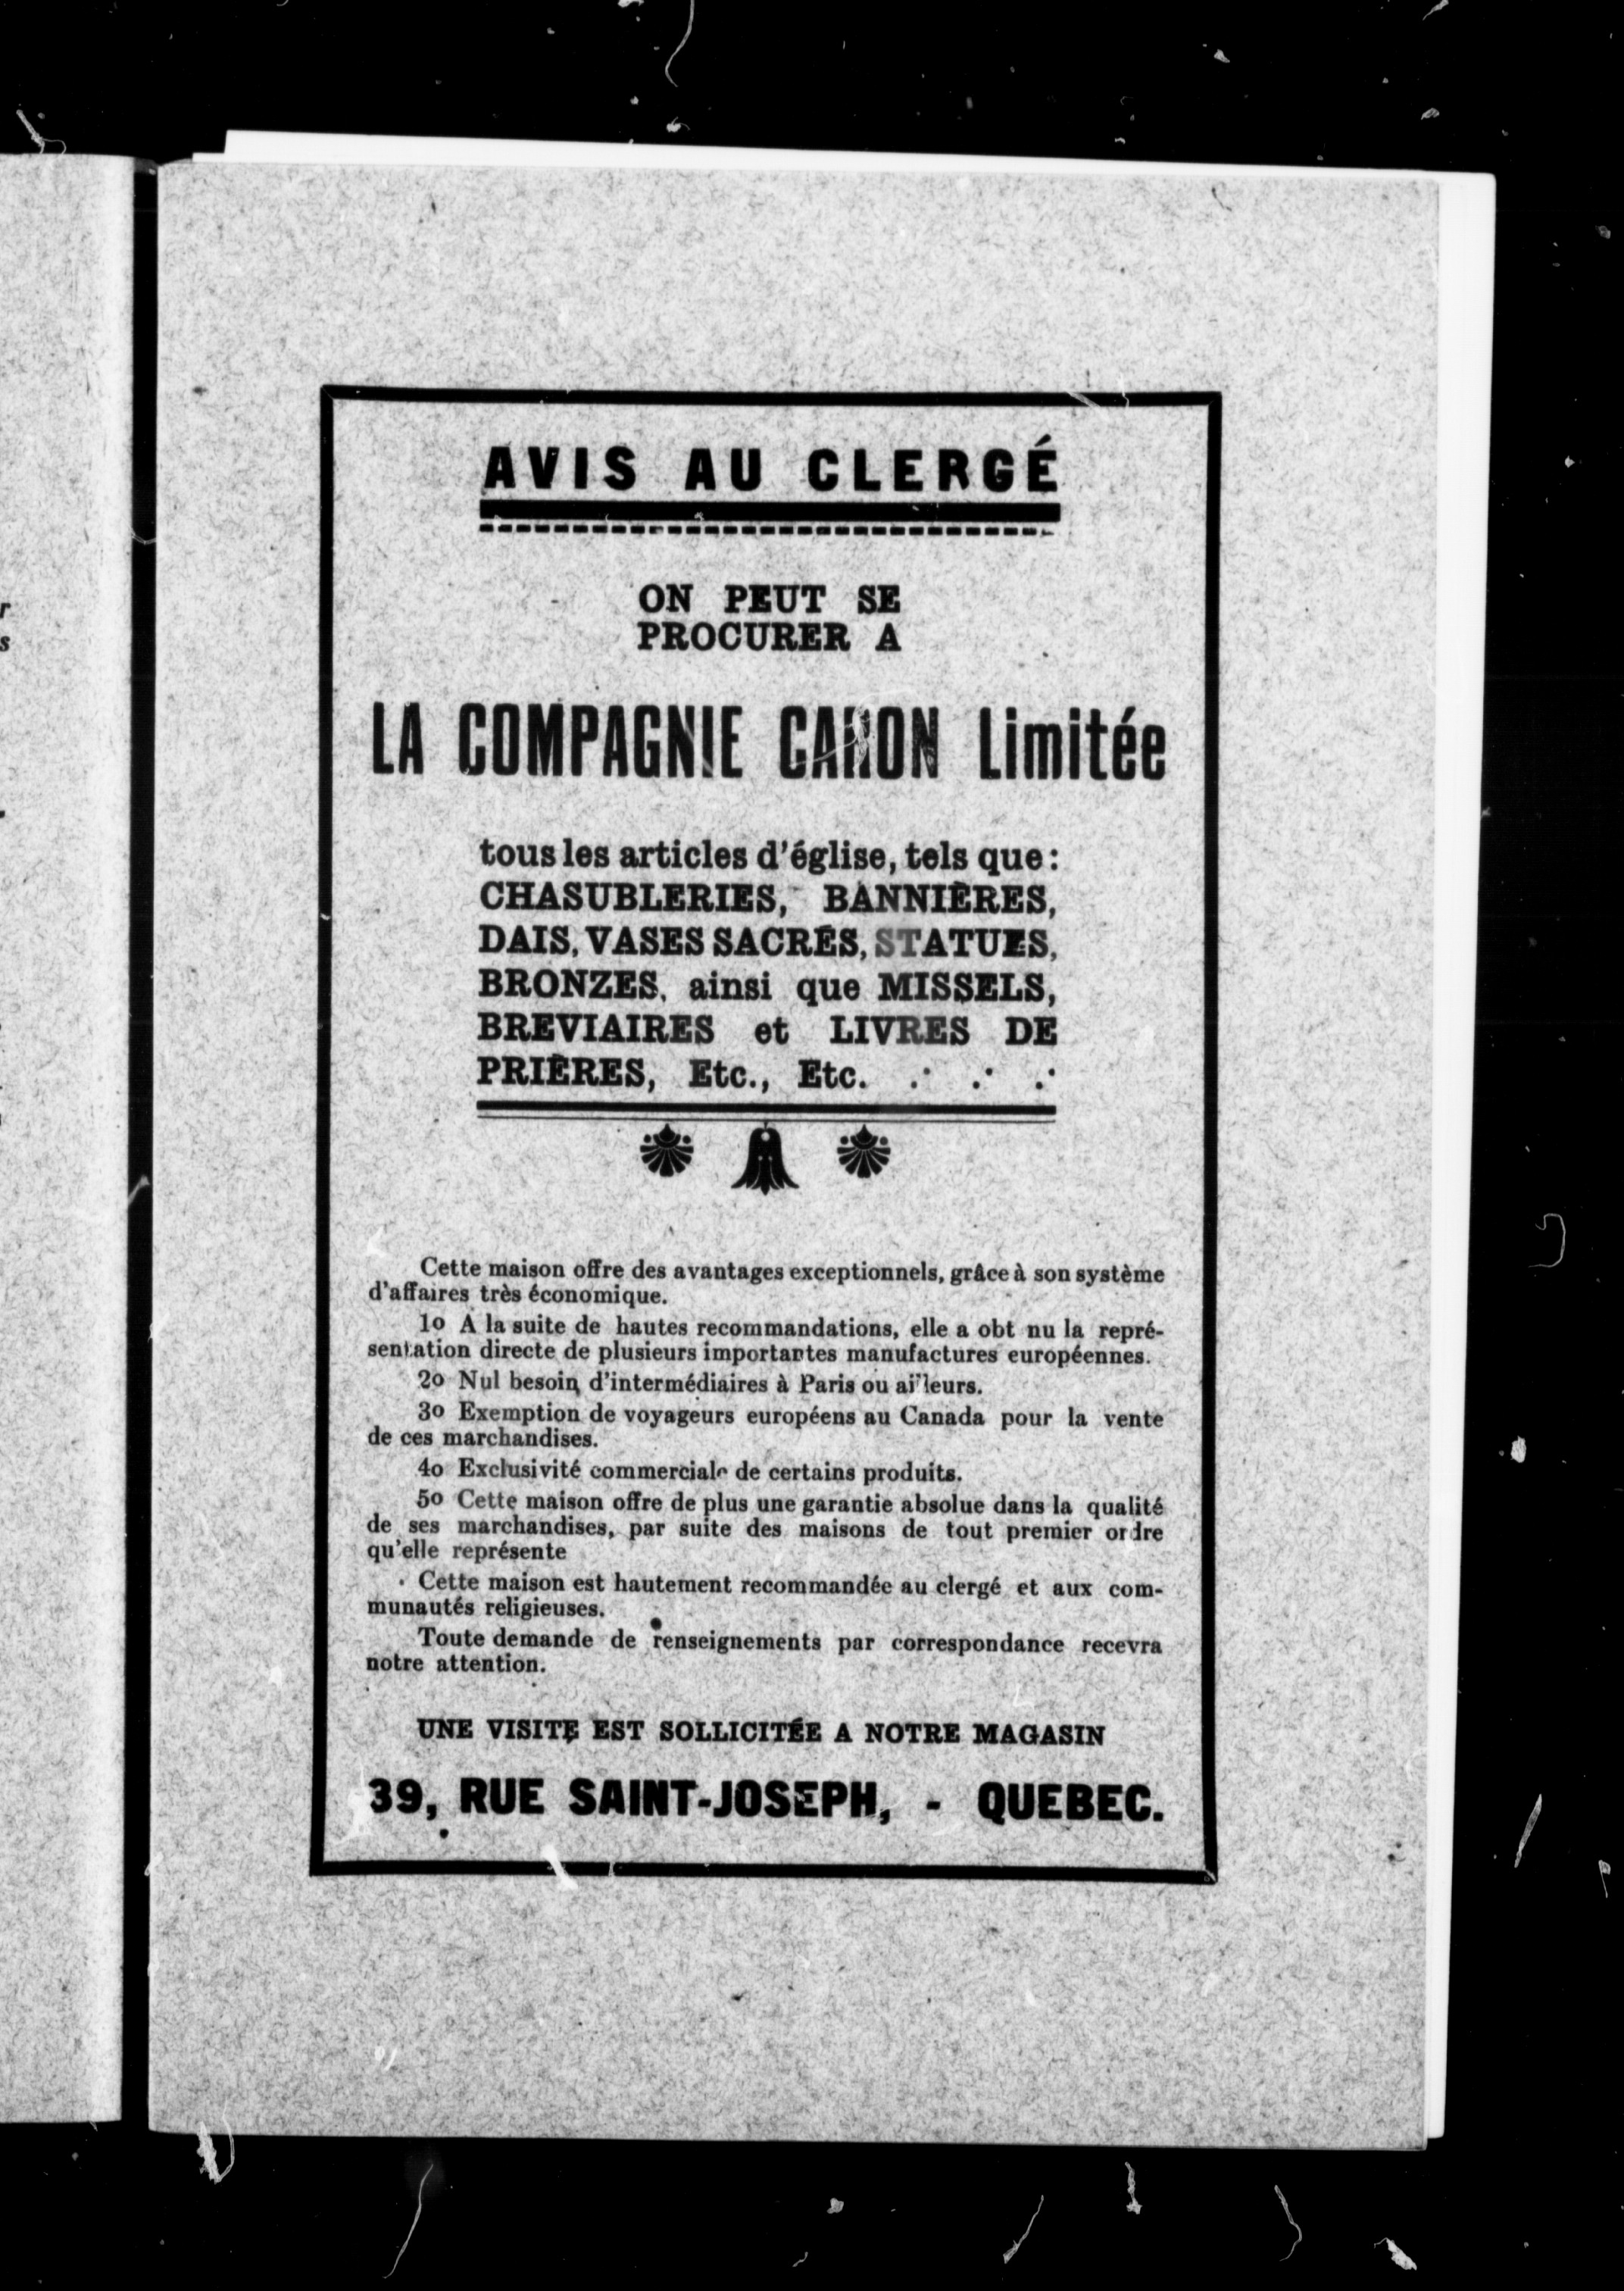 AVIS AU CLERGÉ
ON PEUT SE
PROCURER A
LA COMPAGNIE CARON Limitée
tous les articles d'église, tels que:
CHASUBLERIES, BANNIÈRES,
DAIS, VASES SACRÉS, STATUES,
BRONZES, ainsi que MISSELS,
BREVIAIRES et LIVRES DE
PRIÈRES, Etc., Etc. .· .· .·
Cette maison offre des avantages exceptionnels, grâce à son système
d'affaires très économique.
1o A la suite de hautes recommandations, elle a obt nu la repré-
sentation directe de plusieurs importantes manufactures européennes.
2o Nul besoin d'intermédiaires à Paris ou ailleurs.
3o Exemption de voyageurs européens au Canada pour la vente
de ces marchandises.
4o Exclusivité commerciale de certains produits.
5o Cette maison offre de plus une garantie absolue dans la qualité
de ses marchandises, par suite des maisons de tout premier ordre
qu'elle représente
Cette maison est hautement recommandée au clergé et aux com-
munautés religieuses.
Toute demande de renseignements par correspondance recevra
notre attention.
UNE VISITE EST SOLLICITÉE A NOTRE MAGASIN
39, RUE SAINT-JOSEPH, - QUEBEC.